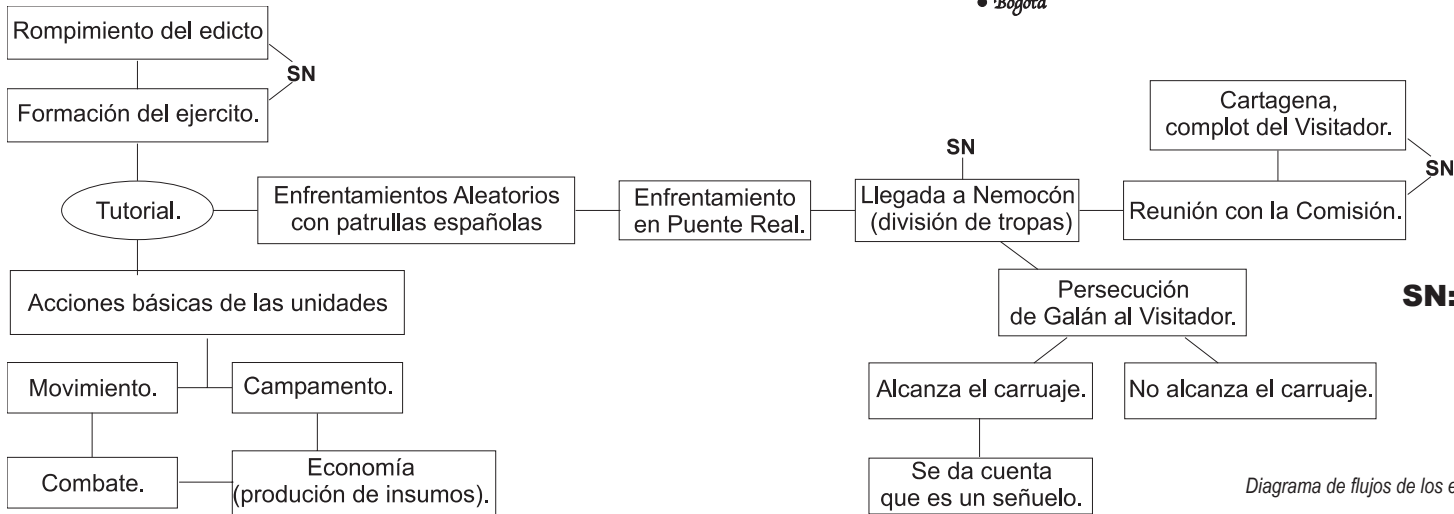 Bogotá
Rompimiento del edicto
SN
Formación del ejercito.
Tutorial.
Enfrentamientos Aleatorios
con patrullas españolas
Enfrentamiento
en Puente Real.
SN
Llegada a Nemocón
(división de tropas)
Cartagena,
complot del Visitador.
SN
Reunión con la Comisión.
Acciones básicas de las unidades
Persecución
de Galán al Visitador.
SN:
Movimiento.
Campamento.
Alcanza el carruaje.
No alcanza el carruaje.
Combate.
Economía
(produción de insumos).
Se da cuenta
que es un señuelo.
Diagrama de flujos de los e